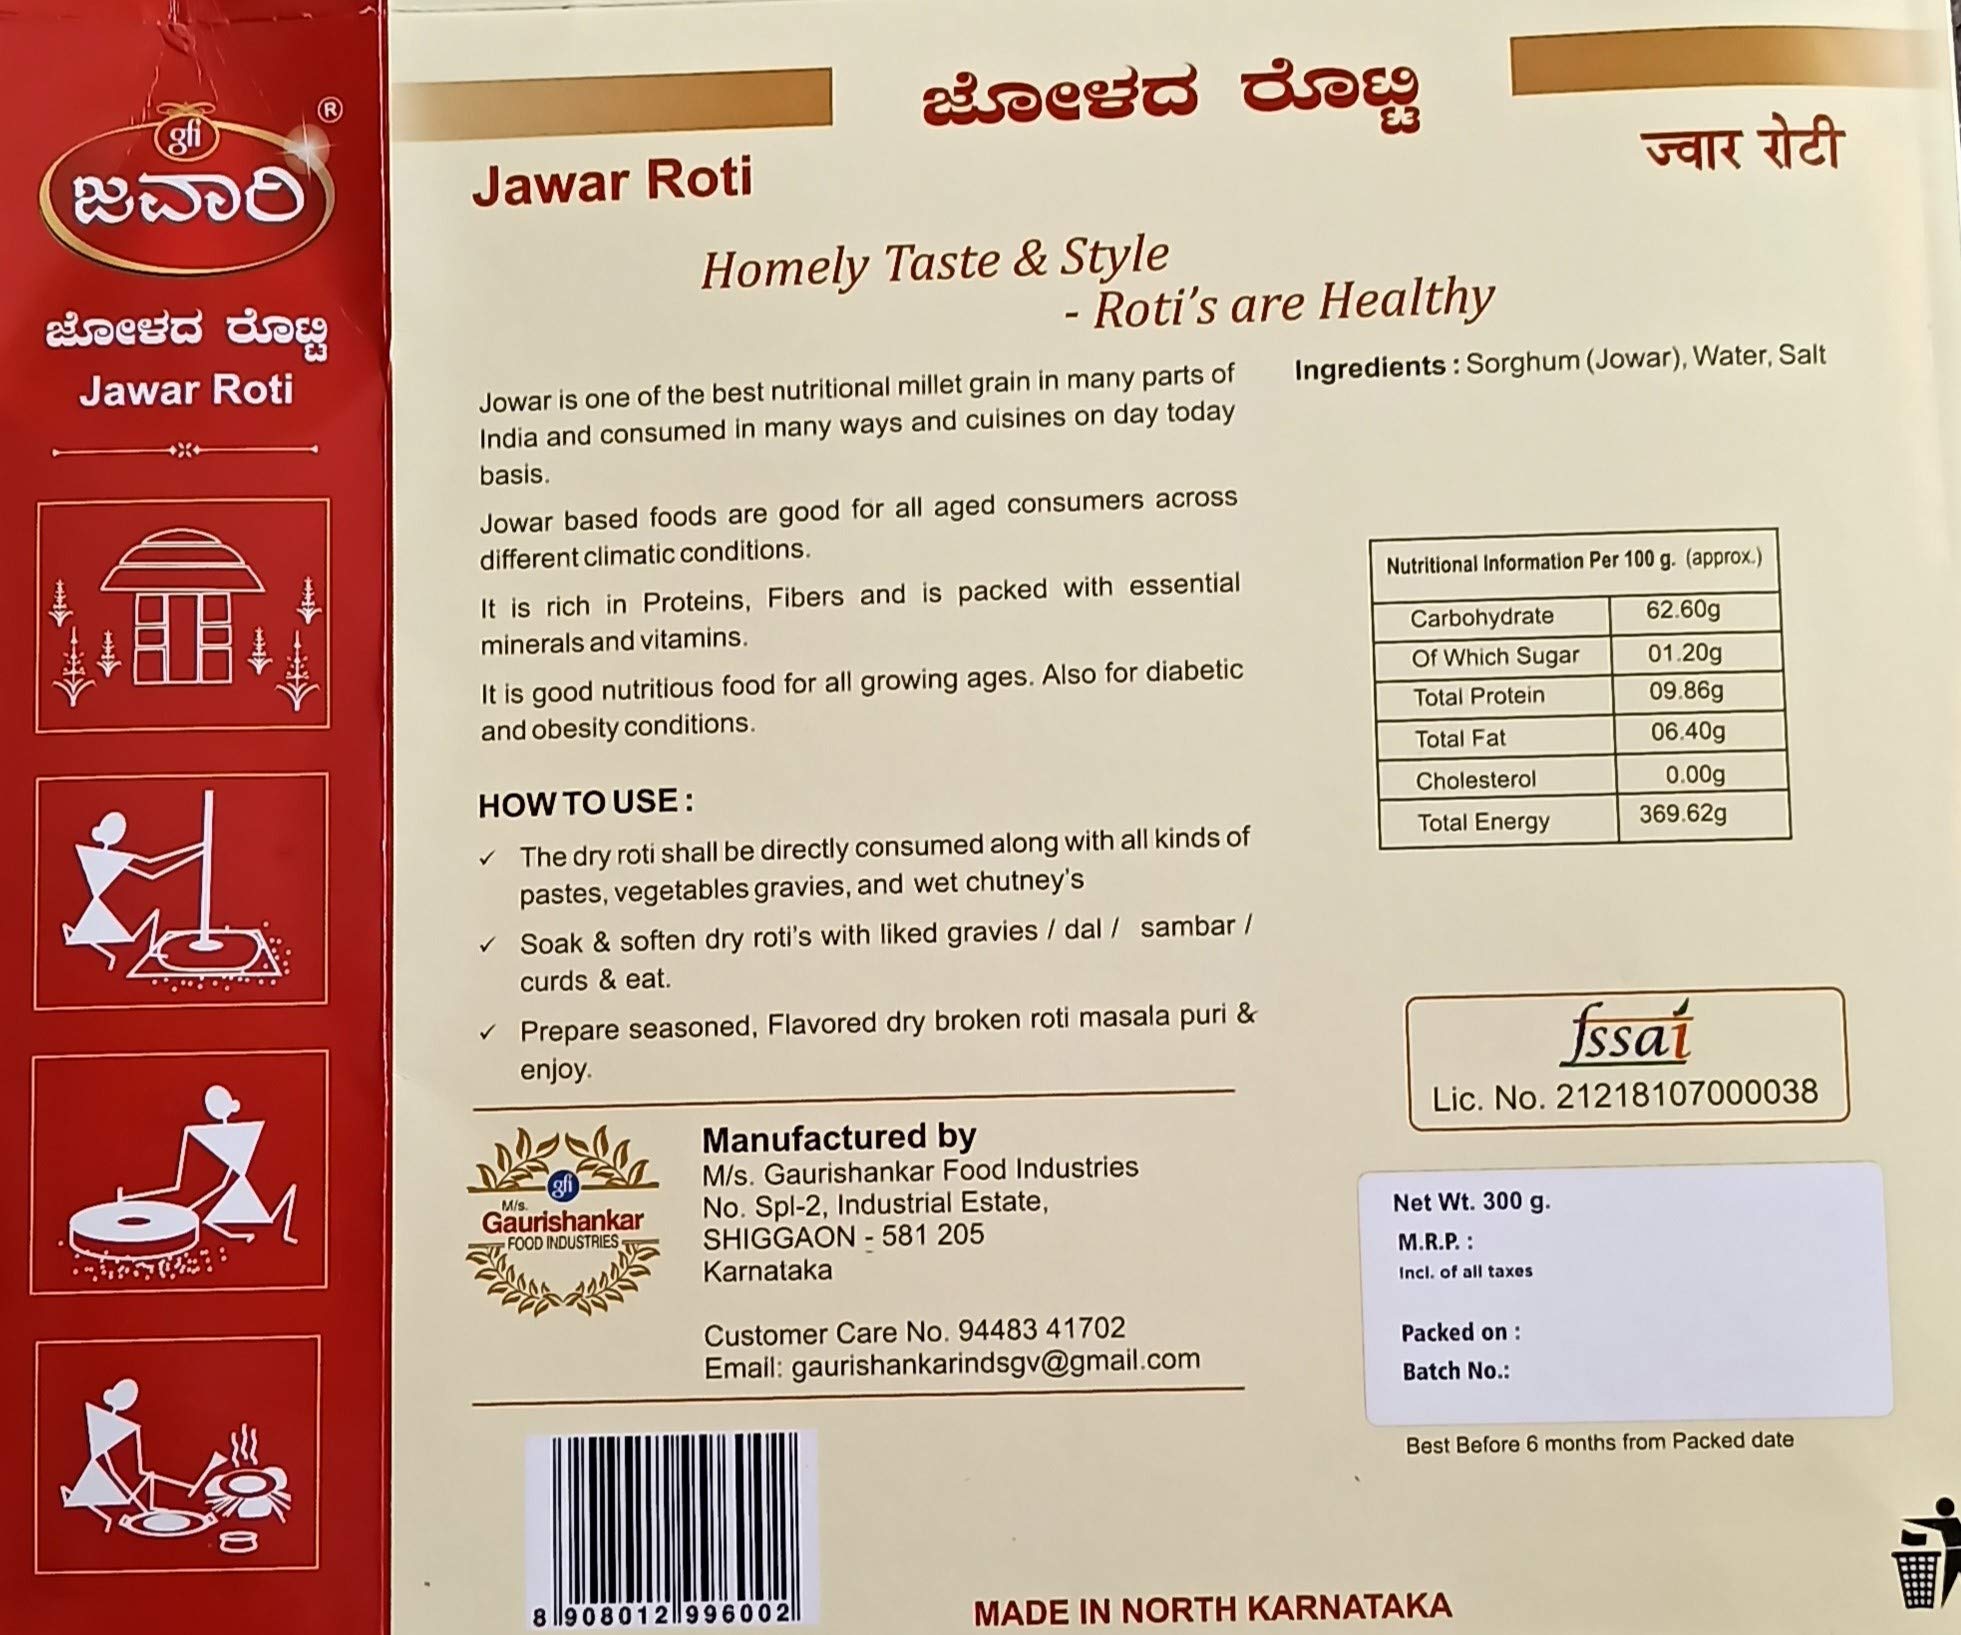 gfi
®
ಜವಾರಿ
ಜೋಳದ ರೊಟ್ಟಿ
Jawar Roti
ಜೋಳದ ರೊಟ್ಟಿ
Jawar Roti
ज्वार रोटी
Homely Taste & Style
- Roti's are Healthy
Jowar is one of the best nutritional millet grain in many parts of
India and consumed in many ways and cuisines on day today
basis.
Jowar based foods are good for all aged consumers across
different climatic conditions.
It is rich in Proteins, Fibers and is packed with essential
minerals and vitamins.
It is good nutritious food for all growing ages. Also for diabetic
and obesity conditions.
HOW TO USE :
✓ The dry roti shall be directly consumed along with all kinds of
pastes, vegetables gravies, and wet chutney's
✓ Soak & soften dry roti's with liked gravies / dal / sambar /
curds & eat.
✓ Prepare seasoned, Flavored dry broken roti masala puri &
enjoy.
gfi
M/s.
Gaurishankar
FOOD INDUSTRIES
Manufactured by
M/s. Gaurishankar Food Industries
No. Spl-2, Industrial Estate,
SHIGGAON - 581 205
Karnataka
Customer Care No. 94483 41702
Email: gaurishankarindsgv@gmail.com
8 908012 996002
Ingredients : Sorghum (Jowar), Water, Salt
Nutritional Information Per 100 g. (approx.)
Carbohydrate 62.60g
Of Which Sugar 01.20g
Total Protein 09.86g
Total Fat 06.40g
Cholesterol 0.00g
Total Energy 369.62g
fssai
Lic. No. 21218107000038
Net Wt. 300 g.
M.R.P. :
Incl. of all taxes
Packed on :
Batch No.:
Best Before 6 months from Packed date
MADE IN NORTH KARNATAKA